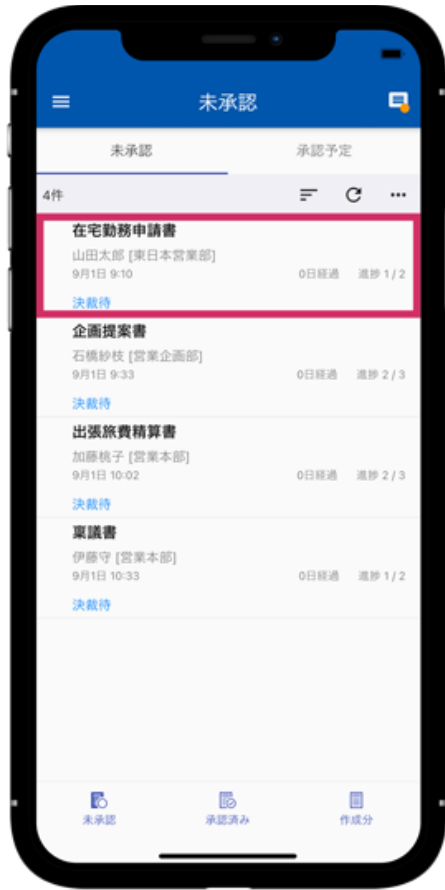 未承認
未承認 承認予定
4件
在宅勤務申請書
山田太郎 [東日本営業部]
9月1日 9:10 0日経過 進捗 1 / 2
決裁待
企画提案書
石橋紗枝 [営業企画部]
9月1日 9:33 0日経過 進捗 2 / 3
決裁待
出張旅費精算書
加藤桃子 [営業本部]
9月1日 10:02 0日経過 進捗 2 / 3
決裁待
稟議書
伊藤守 [営業本部]
9月1日 10:33 0日経過 進捗 1 / 2
決裁待
未承認 承認済み 作成分